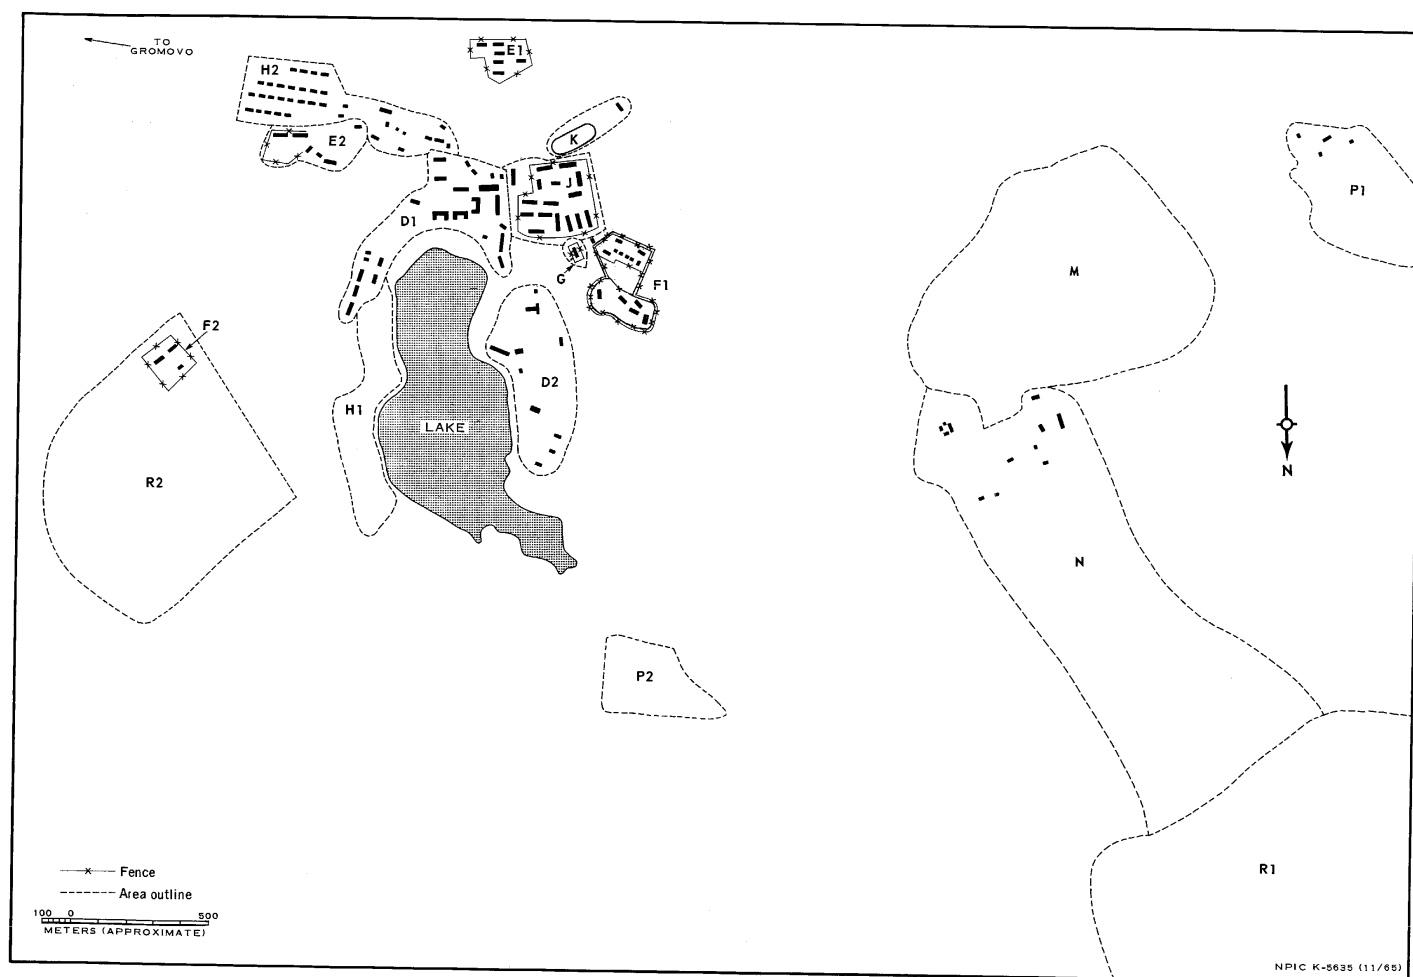 TO
GROMOVO
E1
H2
K
E2
J
P1
D1
M
G
F1
F2
D2
H1
LAKE
N
R2
N
P2
R1
Fence
Area outline
100 0 500
METERS (APPROXIMATE)
NPIC K-5635 (11/65)